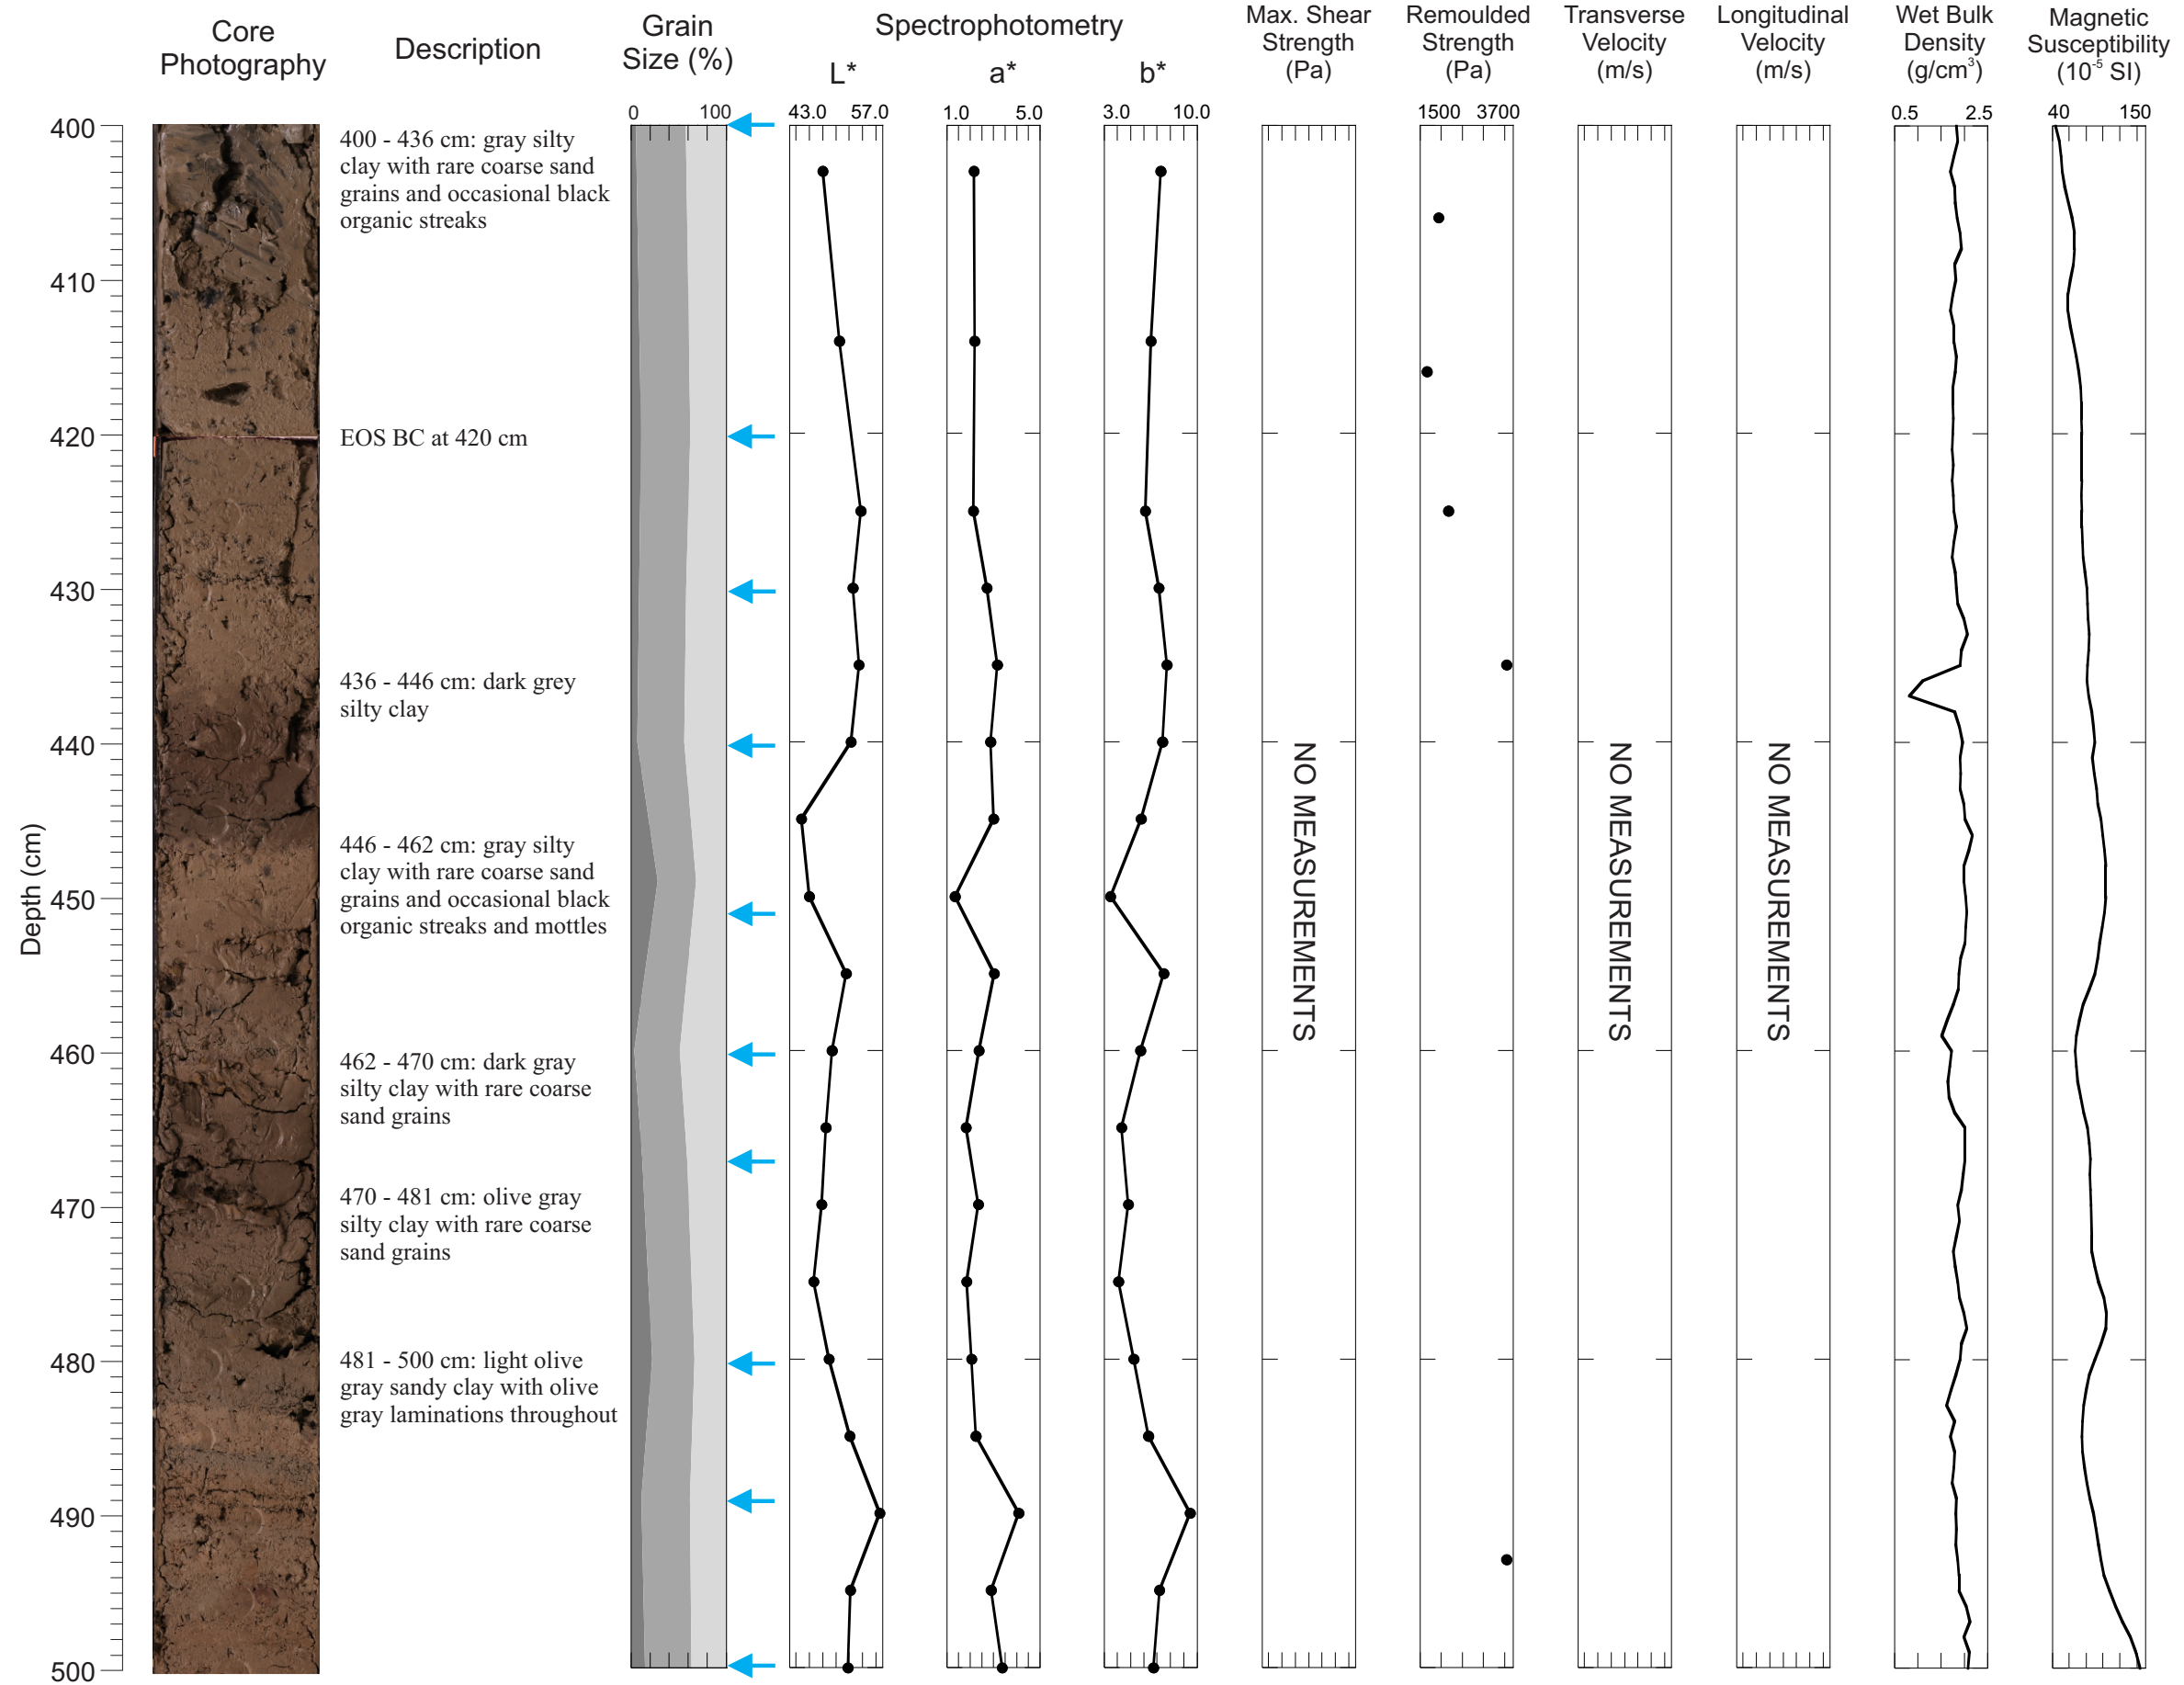 Core
Photography
Description
Grain
Size (%)
Spectrophotometry
L*
a*
b*
Max. Shear
Strength
(Pa)
Remoulded
Strength
(Pa)
Transverse
Velocity
(m/s)
Longitudinal
Velocity
(m/s)
Wet Bulk
Density
(g/cm³)
Magnetic
Susceptibility
(10⁻⁵ SI)
0 100
43.0 57.0
1.0 5.0
3.0 10.0
1500 3700
0.5 2.5
40 150
Depth (cm)
400
410
420
430
440
450
460
470
480
490
500
400 - 436 cm: gray silty
clay with rare coarse sand
grains and occasional black
organic streaks
EOS BC at 420 cm
436 - 446 cm: dark grey
silty clay
446 - 462 cm: gray silty
clay with rare coarse sand
grains and occasional black
organic streaks and mottles
462 - 470 cm: dark gray
silty clay with rare coarse
sand grains
470 - 481 cm: olive gray
silty clay with rare coarse
sand grains
481 - 500 cm: light olive
gray sandy clay with olive
gray laminations throughout
NO MEASUREMENTS
NO MEASUREMENTS
NO MEASUREMENTS